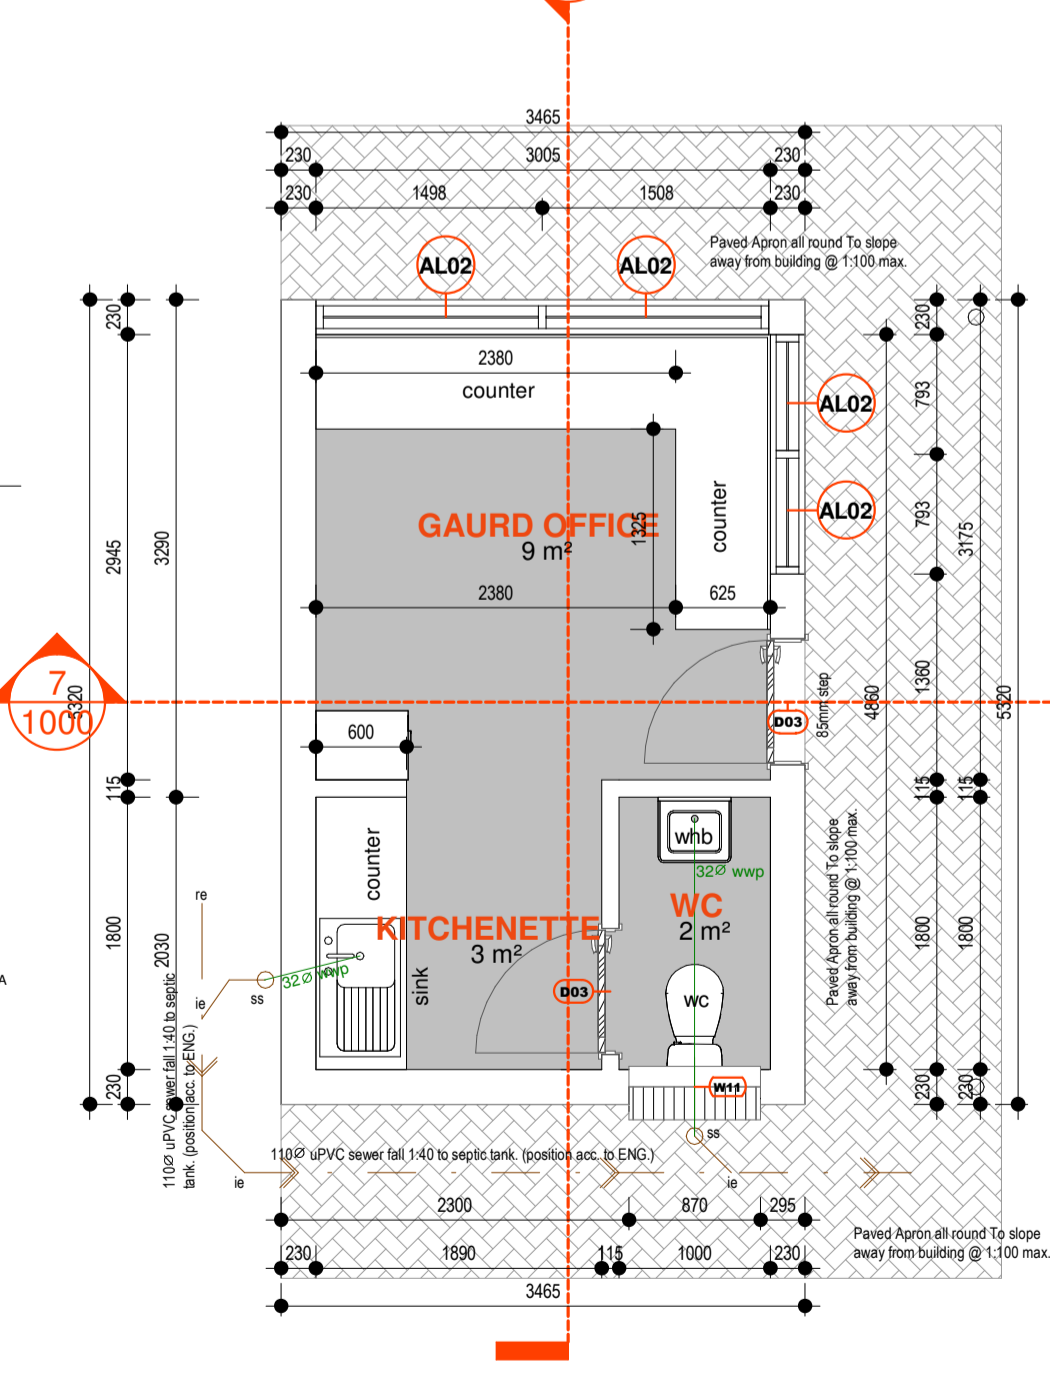 3465
230
3005
230
230
1498
1508
230
Paved Apron all round To slope
away from building @ 1:100 max.
AL02
AL02
230
230
2380
counter
793
AL02
counter
AL02
793
GAURD OFFICE
9 m²
1325
2945
3290
3175
2380
625
7
1000
5320
1360
4860
5320
85mm step
D03
600
115
115
115
counter
whb
32Ø wwp
Paved Apron all round To slope
away from building @ 1:100 max.
re
KITCHENETTE
3 m²
WC
2 m²
1800
2030
1800
1800
32Ø wwp
sink
ss
ie
D03
WC
110Ø uPVC sewer fall 1:40 to septic
tank. (position acc. to ENG.)
230
W11
230
230
ss
110Ø uPVC sewer fall 1:40 to septic tank. (position acc. to ENG.)
ie
ie
2300
870
295
Paved Apron all round To slope
away from building @ 1:100 max.
230
1890
115
1000
230
3465
A